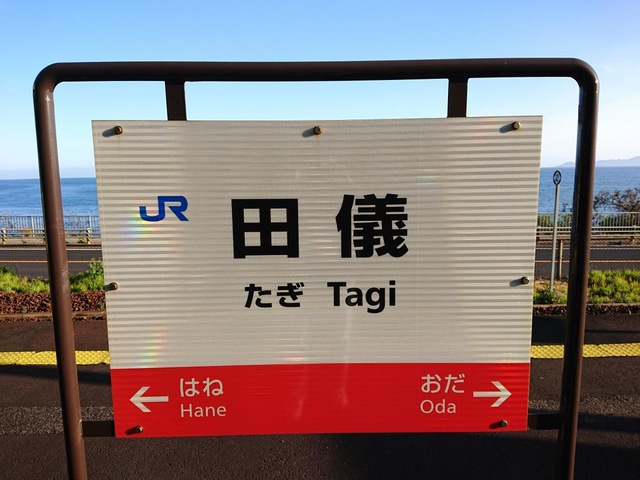 JR
田儀
たぎ Tagi
← はね おだ →
Hane Oda